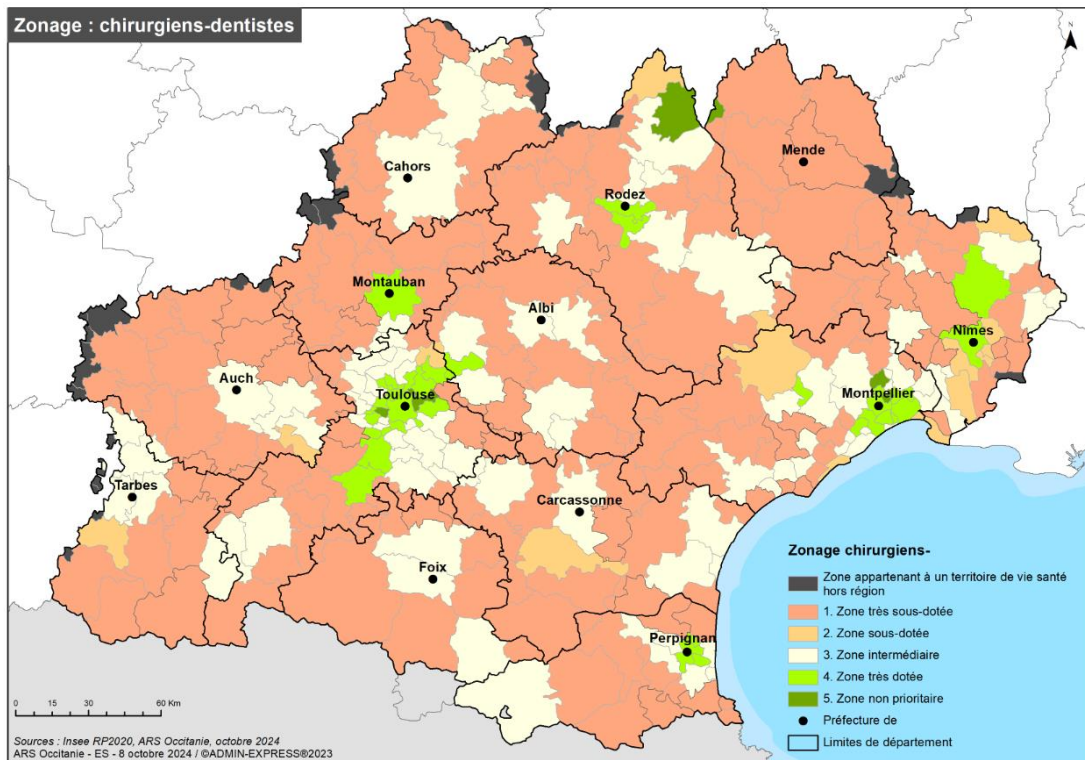 Zonage : chirurgiens-dentistes
N
Cahors
Mende
Rodez
Montauban
Albi
Nîmes
Auch
Toulouse
Montpellier
Tarbes
Carcassonne
Foix
Perpignan
Zonage chirurgiens-
Zone appartenant à un territoire de vie santé
hors région
1. Zone très sous-dotée
2. Zone sous-dotée
3. Zone intermédiaire
4. Zone très dotée
5. Zone non prioritaire
Préfecture de
Limites de département
0 15 30 60 Km
Sources : Insee RP2020, ARS Occitanie, octobre 2024
ARS Occitanie - ES - 8 octobre 2024 / ©ADMIN-EXPRESS®2023